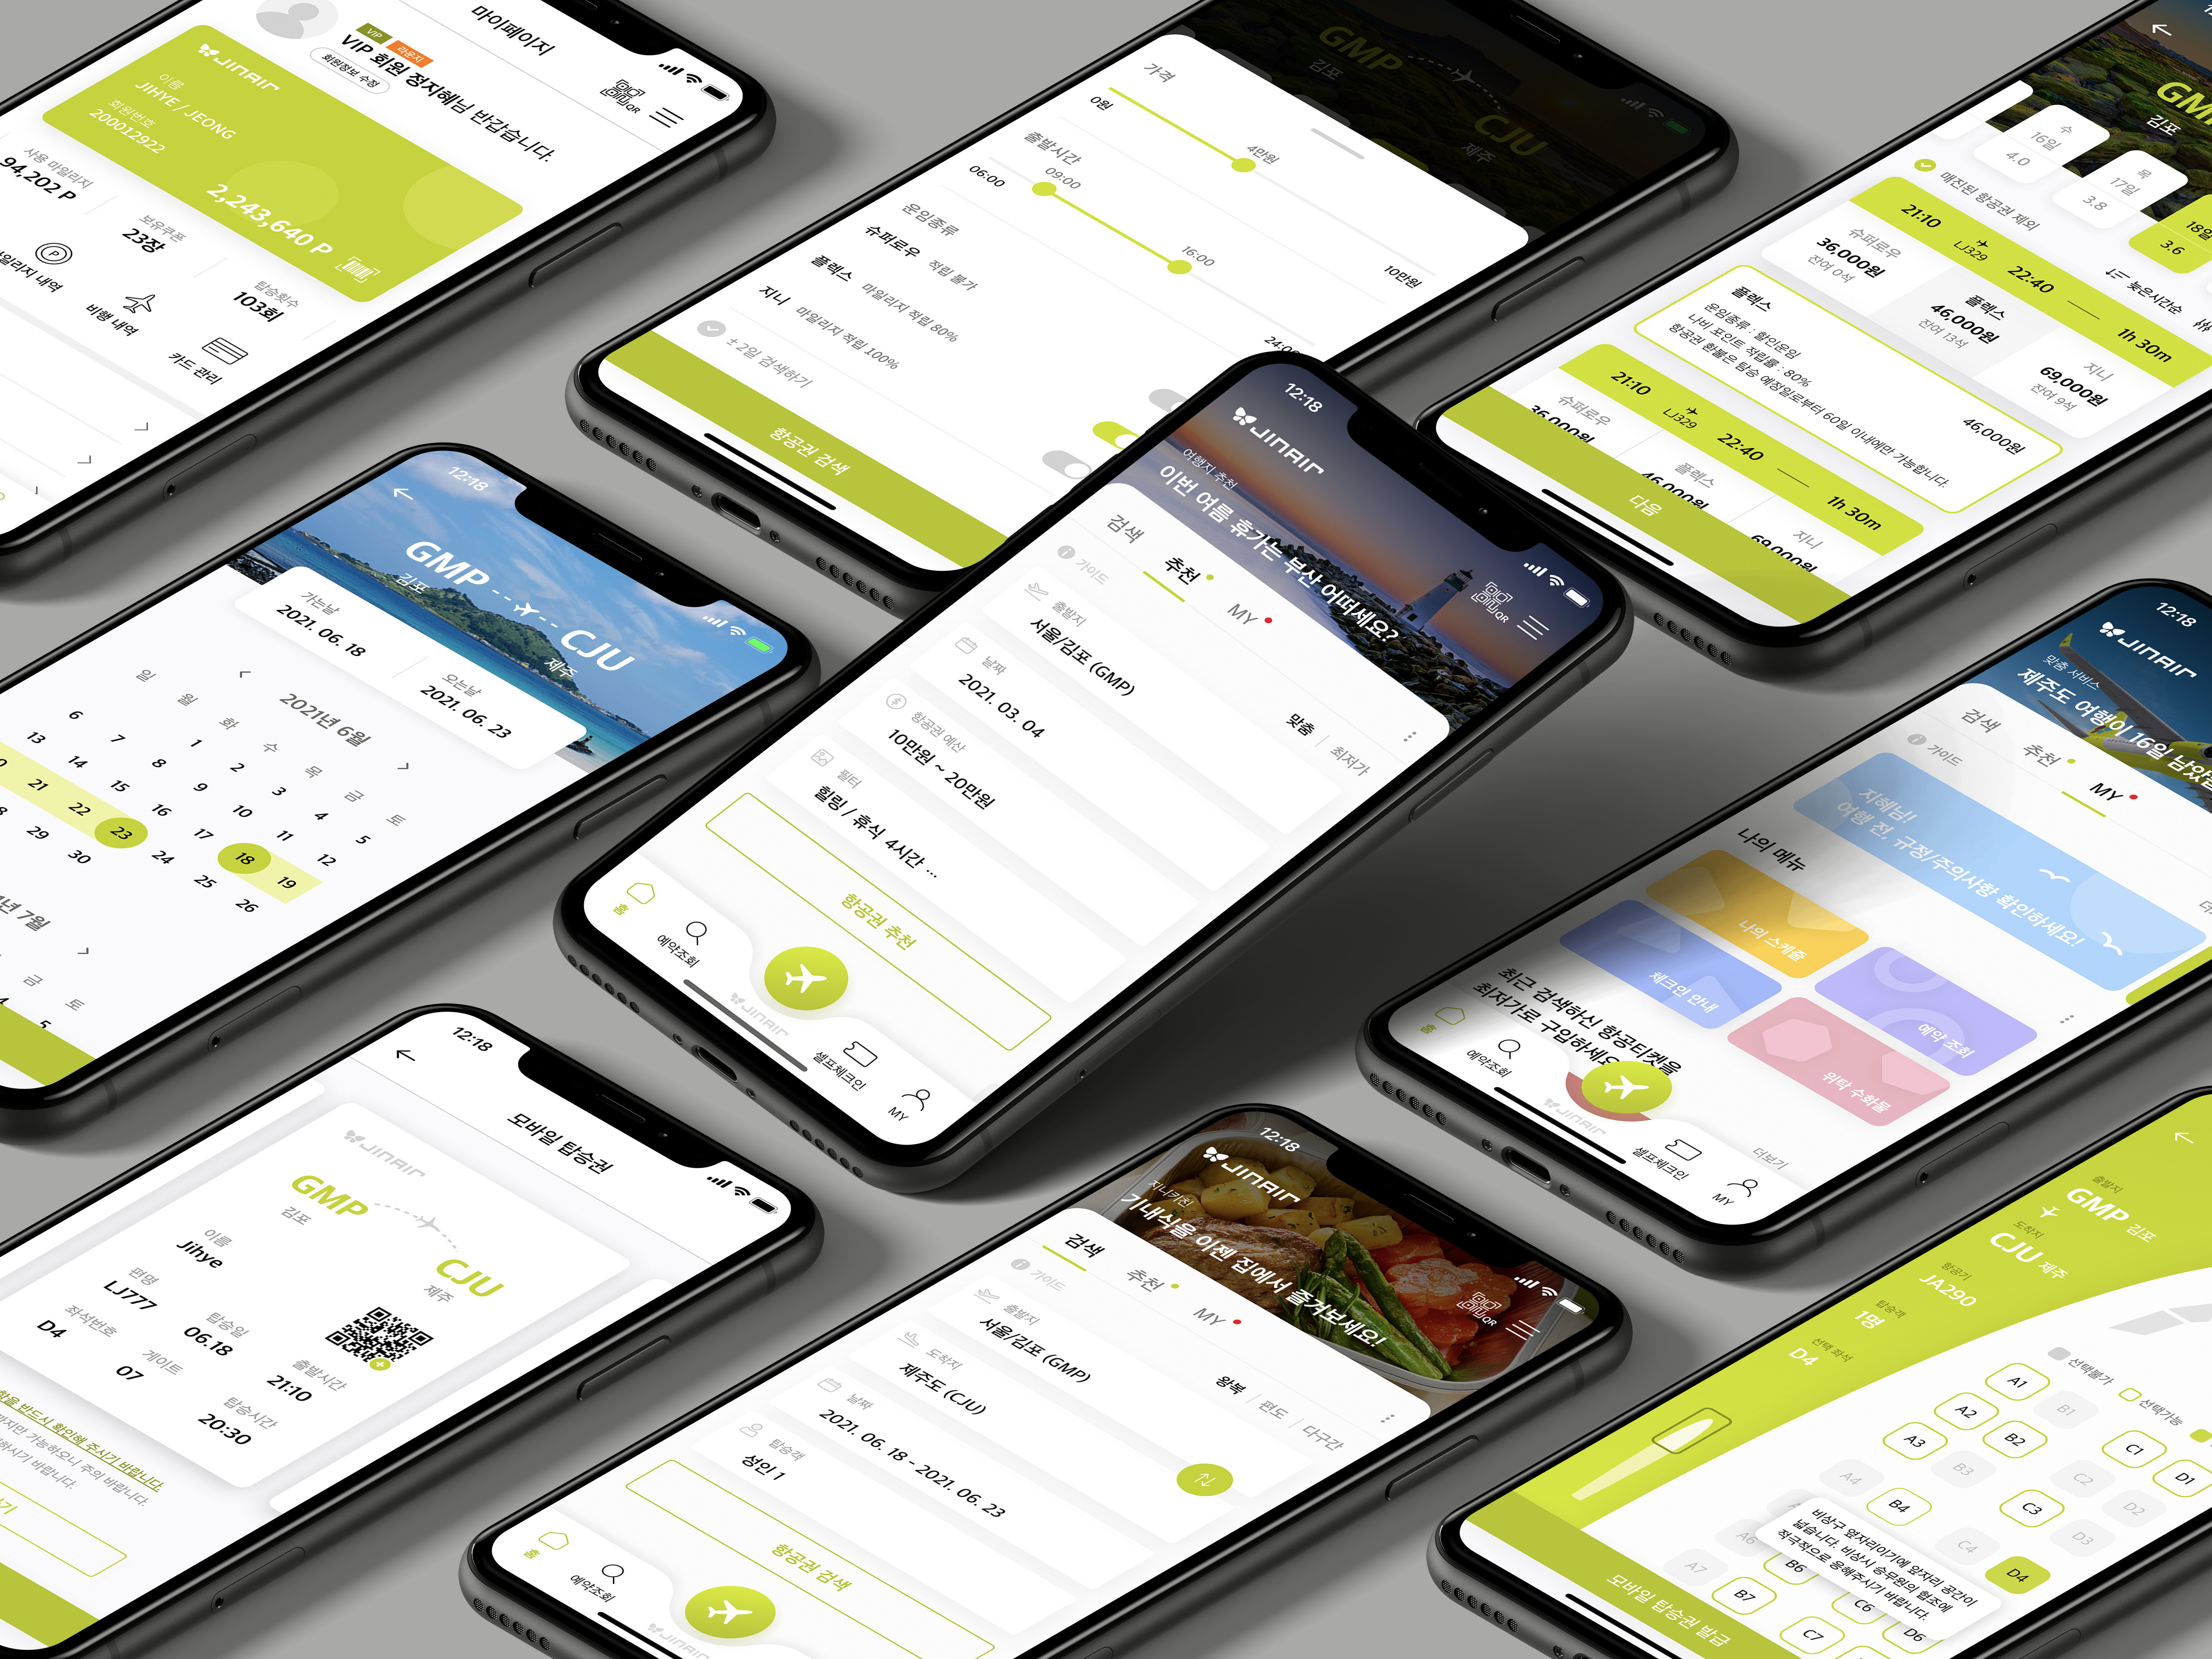 마이페이지
QR
VIP
라운지
VIP 회원 정지혜님 반갑습니다.
회원정보 수정
JINAIR
이름
JIHYE / JEONG
회원번호
200012922
2,243,640 P
사용 마일리지
94,202 P
보유쿠폰
23장
탑승횟수
103회
비행 내역
카드 관리
GMP
김포
CJU
제주
가격
0원
4만원
10만원
출발시간
06:00
09:00
16:00
24:00
운임종류
슈퍼로우 적립 불가
플렉스 마일리지 적립 80%
지니 마일리지 적립 100%
± 2일 검색하기
항공권 검색
김포
수
16일
4.0
목
17일
3.8
18일
3.6
매진된 항공권 제외
늦은시간순
21:10
LJ329
22:40
1h 30m
슈퍼로우
36,000원
잔여 0석
플렉스
46,000원
잔여 13석
지니
69,000원
잔여 9석
플렉스
46,000원
운임종류 : 할인운임
나비 포인트 적립률 : 80%
항공권 환불은 탑승 예정일로부터 60일 이내에만 가능합니다.
21:10
LJ329
22:40
1h 30m
슈퍼로우
36,000원
플렉스
46,000원
지니
69,000원
다음
12:18
GMP
김포
CJU
제주
가는날
2021. 06. 18
오는날
2021. 06. 23
2021년 6월
일 월 화 수 목 금 토
1 2 3 4 5
6 7 8 9 10 11 12
13 14 15 16 17 18 19
21 22 23 24 25 26
29 30
7월
금 토
5
12:18
JINAIR
QR
여행지 추천
이번 여름 휴가는 부산 어떠세요?
검색
추천
MY
가이드
맞춤 | 최저가
출발지
서울/김포 (GMP)
날짜
2021. 03. 04
항공권 예산
10만원 ~ 20만원
필터
힐링 / 휴식 4시간 ...
항공권 추천
홈
예약조회
JINAIR
셀프체크인
MY
12:18
JINAIR
맞춤 서비스
제주도 여행이 16일 남았
검색
추천
MY
가이드
지혜님!
여행 전, 규정/주의사항 확인하세요!
나의 메뉴
나의 스케줄
예약 조회
체크인 안내
위탁 수화물
최근 검색하신 항공티켓을
최저가로 구입하세요
더보기
홈
예약조회
JINAIR
셀프체크인
MY
12:18
모바일 탑승권
JINAIR
GMP
김포
CJU
제주
이름
Jihye
편명
LJ777
탑승일
06.18
출발시간
21:10
좌석번호
D4
게이트
07
탑승시간
20:30
반드시 확인해 주시기 바랍니다.
가능하오니 주의 바랍니다.
하시기 바랍니다.
12:18
JINAIR
QR
지니키친
기내식을 이젠 집에서 즐겨보세요!
검색
추천
MY
가이드
왕복 | 편도 | 다구간
출발지
서울/김포 (GMP)
도착지
제주도 (CJU)
날짜
2021. 06. 18 - 2021. 06. 23
탑승객
성인 1
항공권 검색
홈
예약조회
JINAIR
출발지
GMP 김포
도착지
CJU 제주
항공기
JA290
탑승객
1명
선택 좌석
D4
선택불가
선택가능
A1 B1 C1 D1
A2 B2 C2 D2
A3 B3 C3 D3
A4 B4 C4 D4
비상구 옆자리이기에 앞자리 공간이
넓습니다. 비상시 승무원의 협조에
적극적으로 응해주시기 바랍니다.
A6 B6 C6 D6
A7 B7 C7
모바일 탑승권 발급